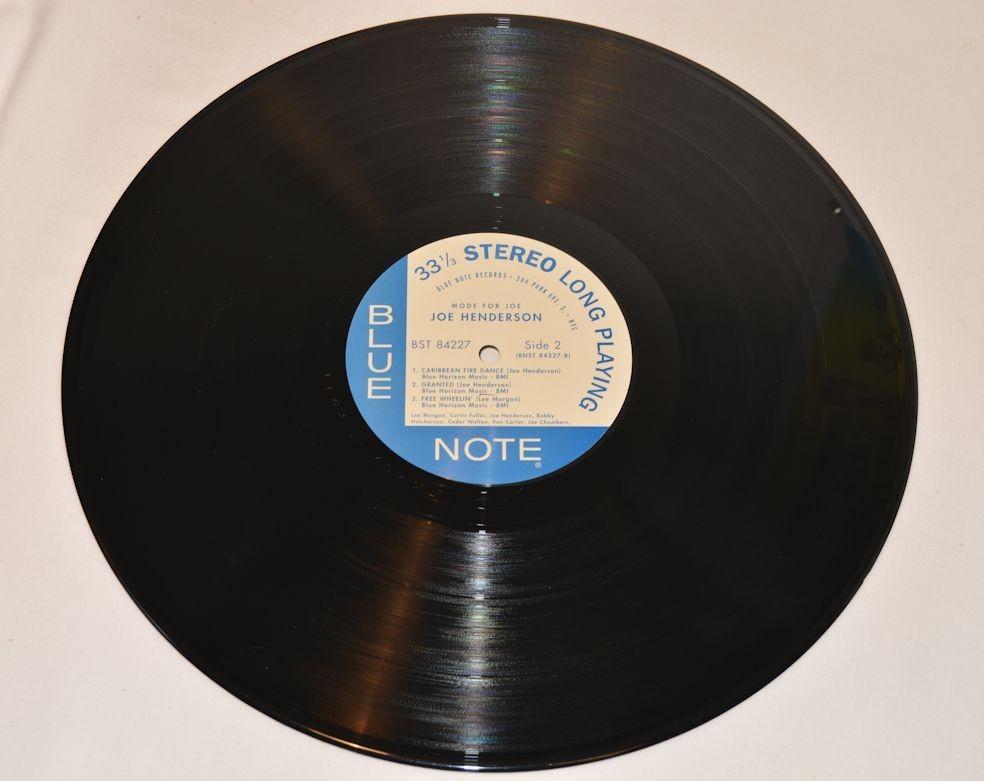 33⅓ STEREO LONG PLAYING
BLUE NOTE RECORDS • 304 PARK AVE. S. • NYC
MODE FOR JOE
JOE HENDERSON
BST 84227 Side 2
(BNST 84227-B)
1. CARIBBEAN FIRE DANCE (Joe Henderson)
Blue Horizon Music - BMI
2. GRANTED (Joe Henderson)
Blue Horizon Music - BMI
3. FREE WHEELIN' (Lee Morgan)
Blue Horizon Music - BMI
Lee Morgan, Curtis Fuller, Joe Henderson, Bobby
Hutcherson, Cedar Walton, Ron Carter, Joe Chambers.
BLUE
NOTE®